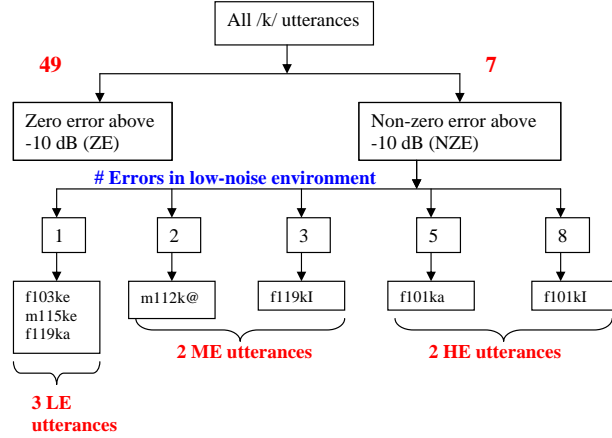 All /k/ utterances
49
7
Zero error above
-10 dB (ZE)
Non-zero error above
-10 dB (NZE)
# Errors in low-noise environment
1
2
3
5
8
f103ke
m115ke
f119ka
m112k@
f119kI
f101ka
f101kI
2 ME utterances
2 HE utterances
3 LE
utterances